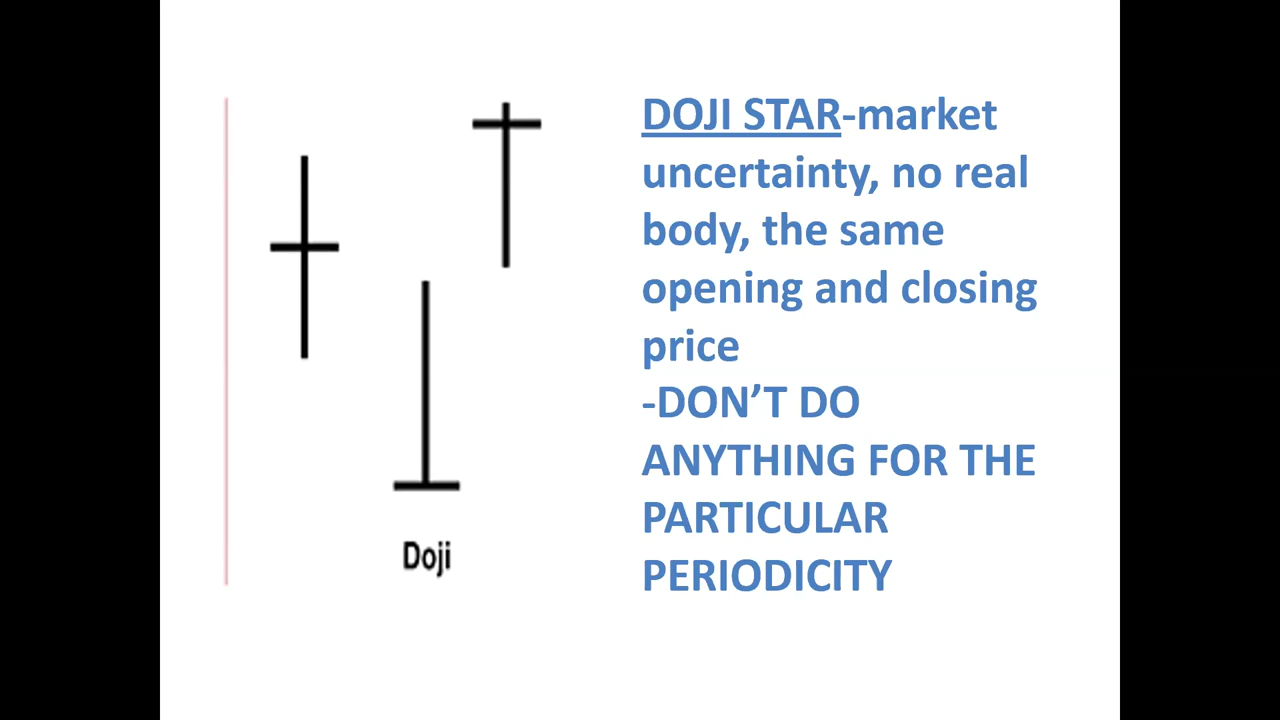 DOJI STAR-market
uncertainty, no real
body, the same
opening and closing
price
-DON’T DO
ANYTHING FOR THE
PARTICULAR
PERIODICITY
Doji